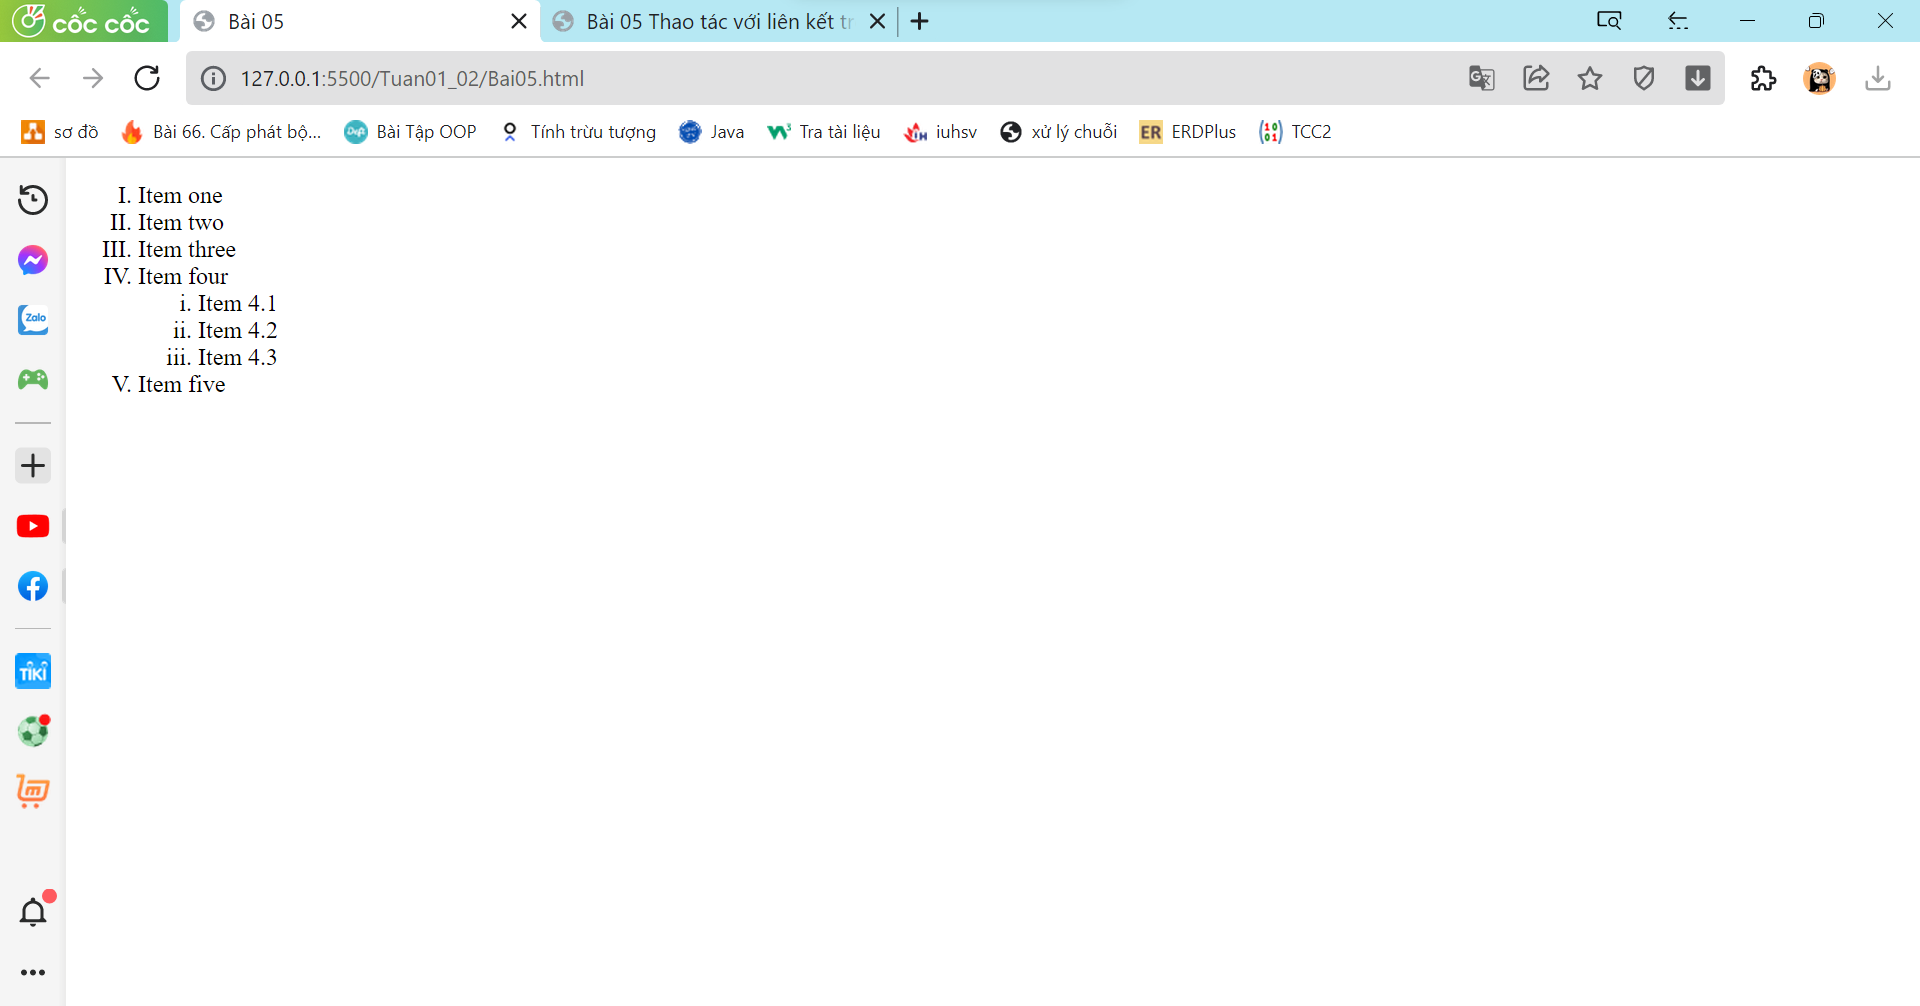 cốc cốc
Bài 05
Bài 05 Thao tác với liên kết tr
127.0.0.1:5500/Tuan01_02/Bai05.html
sơ đồ
Bài 66. Cấp phát bộ...
Bài Tập OOP
Tính trừu tượng
Java
Tra tài liệu
iuhsv
xử lý chuỗi
ER ERDPlus
TCC2
I. Item one
II. Item two
III. Item three
IV. Item four
i. Item 4.1
ii. Item 4.2
iii. Item 4.3
V. Item five
Zalo
TIKI